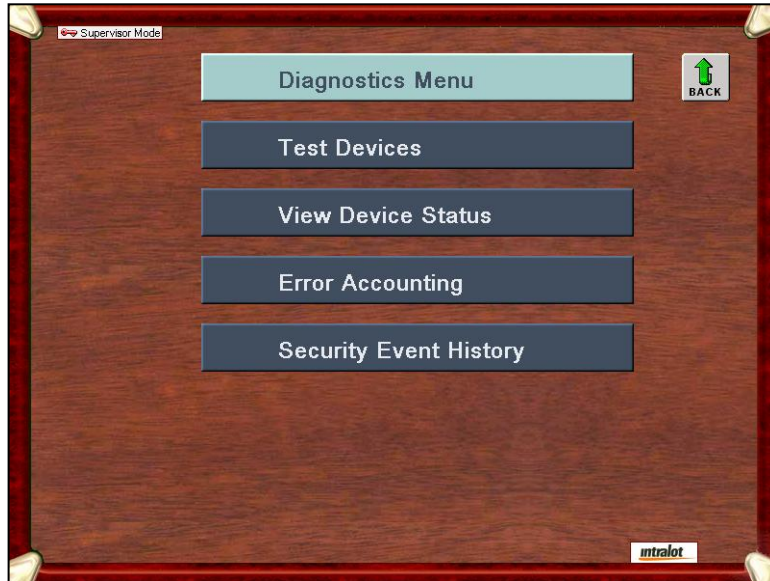 Supervisor Mode
Diagnostics Menu
BACK
Test Devices
View Device Status
Error Accounting
Security Event History
intralot